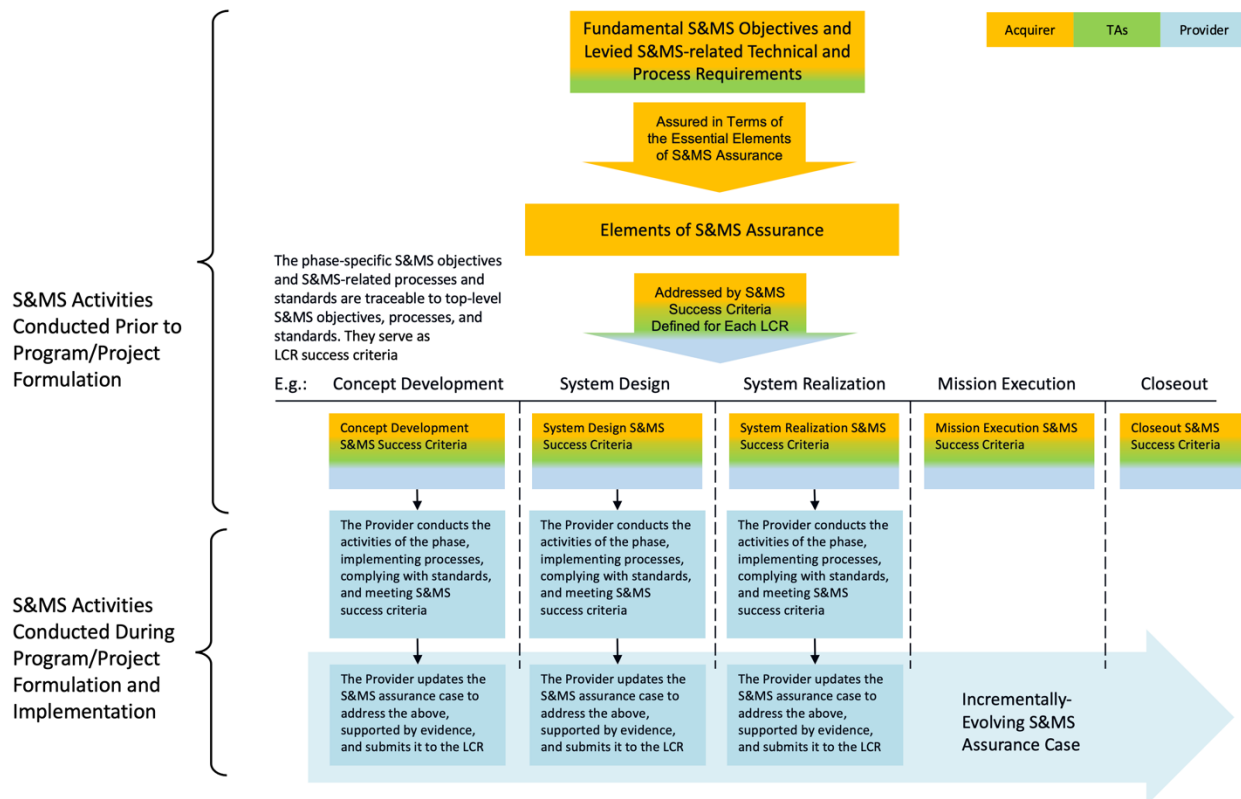 Fundamental S&MS Objectives and
Levied S&MS-related Technical and
Process Requirements
Acquirer
TAs
Provider
Assured in Terms of
the Essential Elements
of S&MS Assurance
Elements of S&MS Assurance
The phase-specific S&MS objectives
and S&MS-related processes and
standards are traceable to top-level
S&MS objectives, processes, and
standards. They serve as
LCR success criteria
Addressed by S&MS
Success Criteria
Defined for Each LCR
S&MS Activities
Conducted Prior to
Program/Project
Formulation
E.g.:
Concept Development
System Design
System Realization
Mission Execution
Closeout
Concept Development
S&MS Success Criteria
System Design S&MS
Success Criteria
System Realization S&MS
Success Criteria
Mission Execution S&MS
Success Criteria
Closeout S&MS
Success Criteria
S&MS Activities
Conducted During
Program/Project
Formulation and
Implementation
The Provider conducts the
activities of the phase,
implementing processes,
complying with standards,
and meeting S&MS
success criteria
The Provider conducts the
activities of the phase,
implementing processes,
complying with standards,
and meeting S&MS
success criteria
The Provider conducts the
activities of the phase,
implementing processes,
complying with standards,
and meeting S&MS
success criteria
The Provider updates the
S&MS assurance case to
address the above,
supported by evidence,
and submits it to the LCR
The Provider updates the
S&MS assurance case to
address the above,
supported by evidence,
and submits it to the LCR
The Provider updates the
S&MS assurance case to
address the above,
supported by evidence,
and submits it to the LCR
Incrementally-
Evolving S&MS
Assurance Case